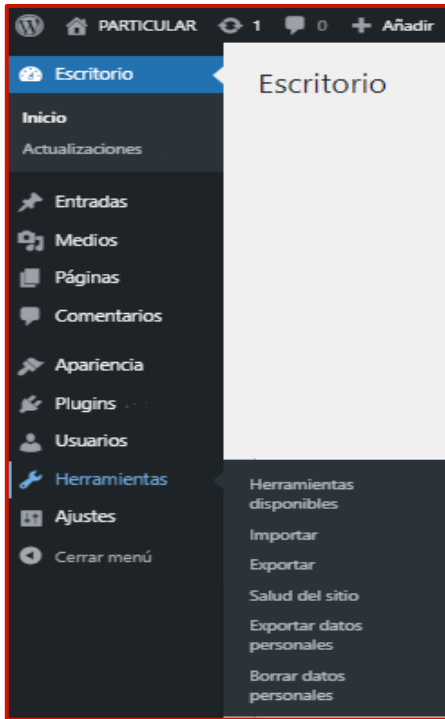 PARTICULAR 1 0 + Añadir
Escritorio
Escritorio
Inicio
Actualizaciones
Entradas
Medios
Páginas
Comentarios
Apariencia
Plugins
Usuarios
Herramientas
Ajustes
Cerrar menú
Herramientas
disponibles
Importar
Exportar
Salud del sitio
Exportar datos
personales
Borrar datos
personales